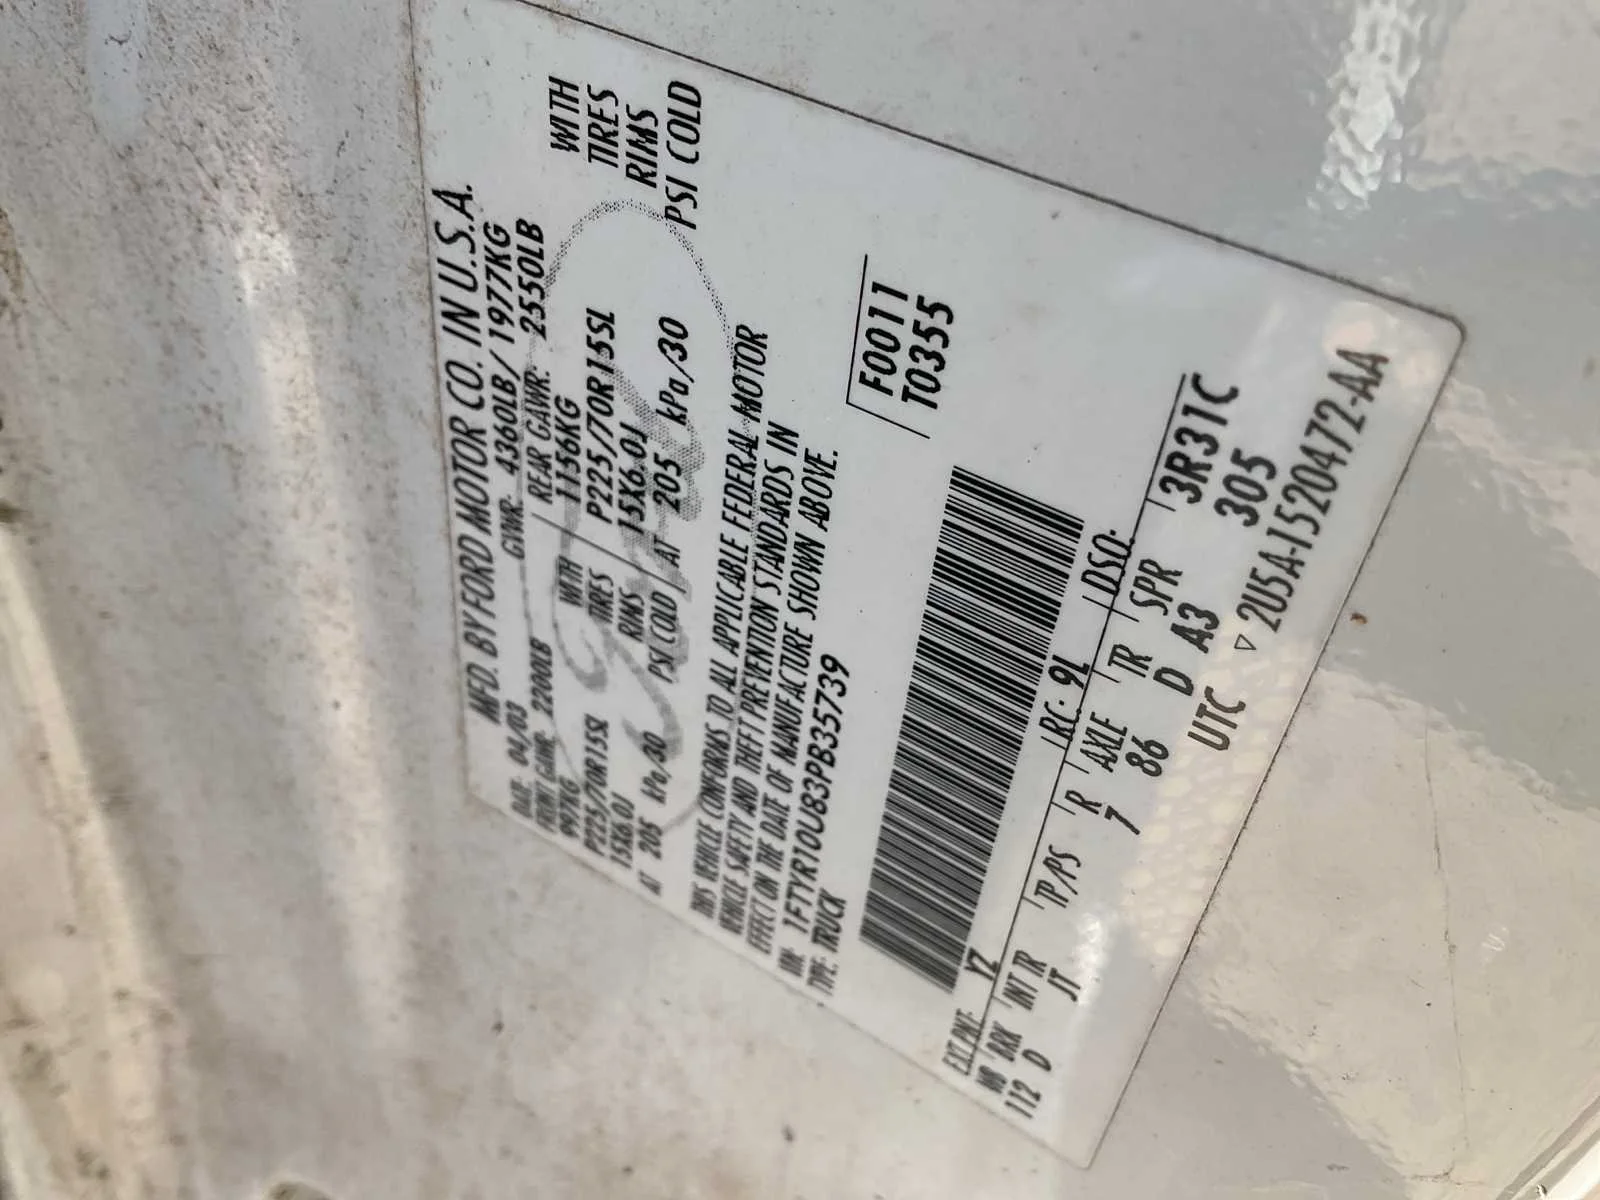 MFD. BY FORD MOTOR CO. IN U.S.A.
DATE: 04/03 GVWR: 4360LB/1977KG
FRONT GAWR: 2200LB REAR GAWR: 2550LB
997KG WITH 1156KG WITH
P225/70R15SL TIRES P225/70R15SL TIRES
15X6.0J RIMS 15X6.0J RIMS
AT 205 kPa/30 PSI COLD AT 205 kPa/30 PSI COLD
THIS VEHICLE CONFORMS TO ALL APPLICABLE FEDERAL MOTOR
VEHICLE SAFETY AND THEFT PREVENTION STANDARDS IN
EFFECT ON THE DATE OF MANUFACTURE SHOWN ABOVE.
VIN: 1FTYR10U83PB35739 F0011
TYPE: TRUCK T0355
EXT PNT: YZ RC: 9L DSO:
WB BRK INT TR TP/PS R AXLE TR SPR 3R31C
112 D JT 7 86 D A3 305
UTC ▽ 2U5A-1520472-AA